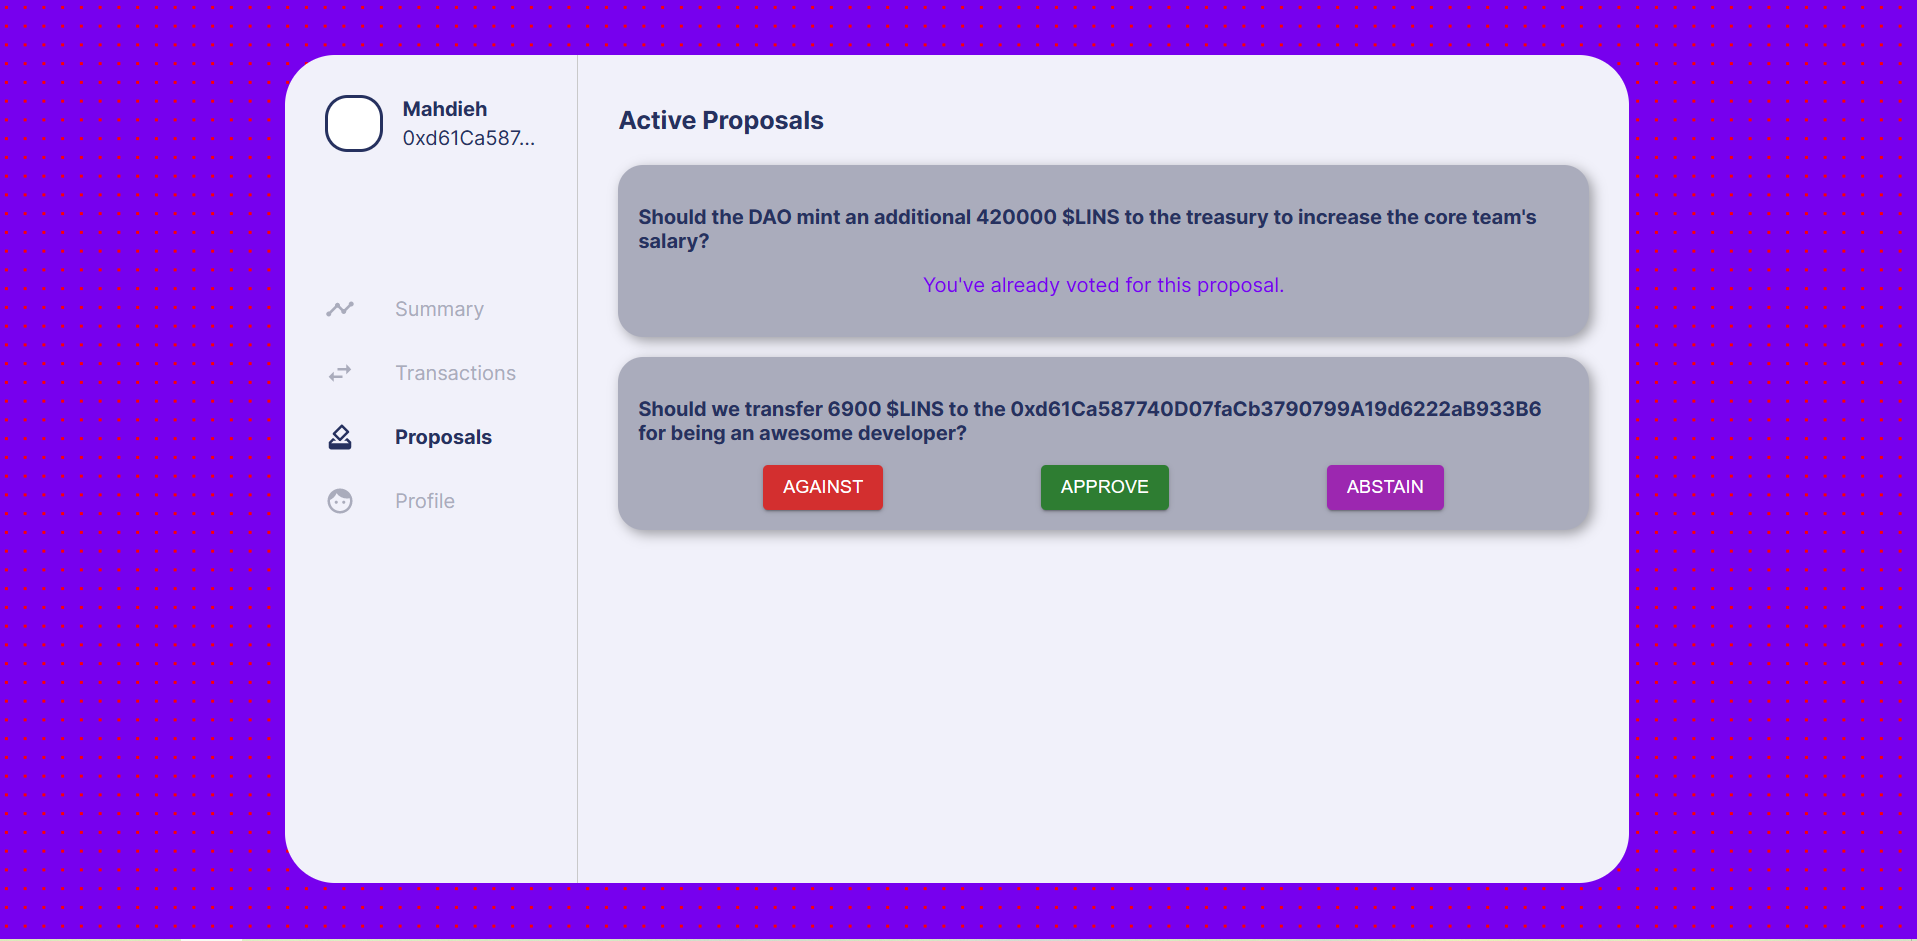 Mahdieh
0xd61Ca587...
Summary
Transactions
Proposals
Profile
Active Proposals
Should the DAO mint an additional 420000 $LINS to the treasury to increase the core team's
salary?
You've already voted for this proposal.
Should we transfer 6900 $LINS to the 0xd61Ca587740D07faCb3790799A19d6222aB933B6
for being an awesome developer?
AGAINST
APPROVE
ABSTAIN